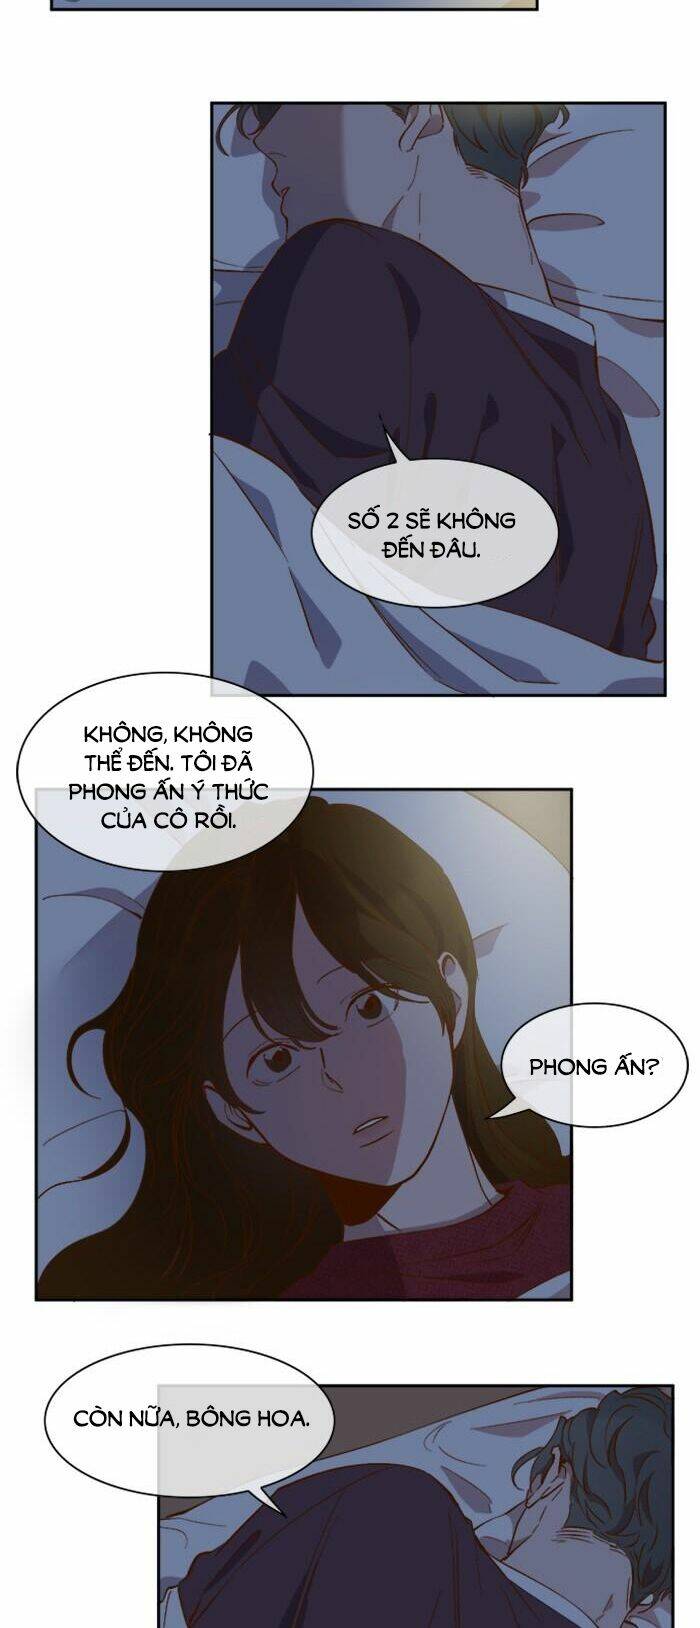 SỐ 2 SẼ KHÔNG
ĐẾN ĐÂU.
KHÔNG, KHÔNG
THỂ ĐẾN. TÔI ĐÃ
PHONG ẤN Ý THỨC
CỦA CÔ RỒI.
PHONG ẤN?
CÒN NỮA, BÔNG HOA.